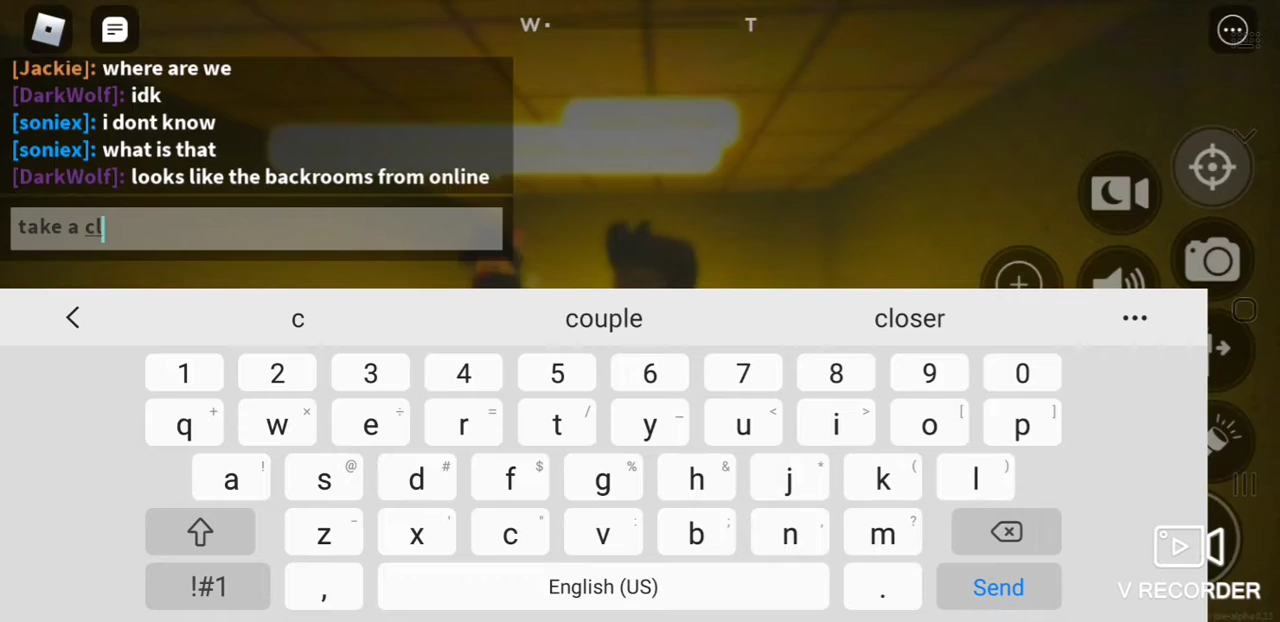 W • T
[Jackie]: where are we
[DarkWolf]: idk
[soniex]: i dont know
[soniex]: what is that
[DarkWolf]: looks like the backrooms from online
take a cl
c couple closer •••
1 2 3 4 5 6 7 8 9 0
q + w × e ÷ r = t / y _ u < i > o [ p ]
a ! s @ d # f $ g % h & j * k ( l )
z - x ' c " v : b ; n , m ?
!#1 , English (US) . Send
V RECORDER